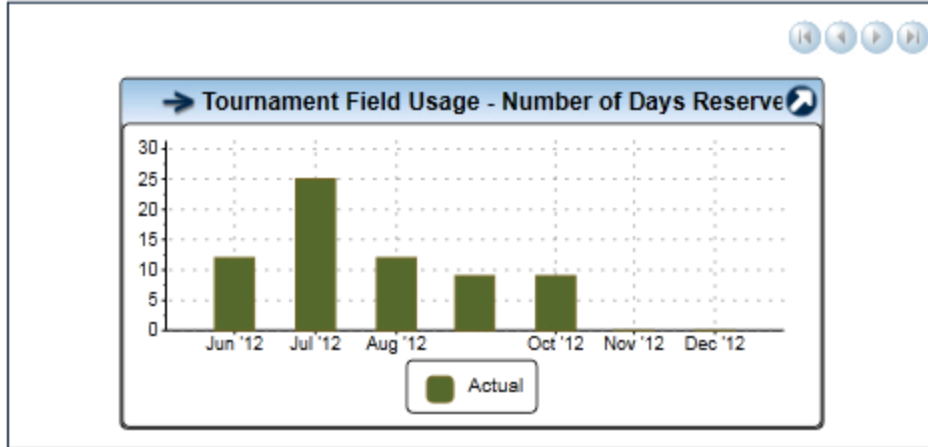 Tournament Field Usage - Number of Days Reserve
30
25
20
15
10
5
0
Jun '12 Jul '12 Aug '12 Oct '12 Nov '12 Dec '12
Actual